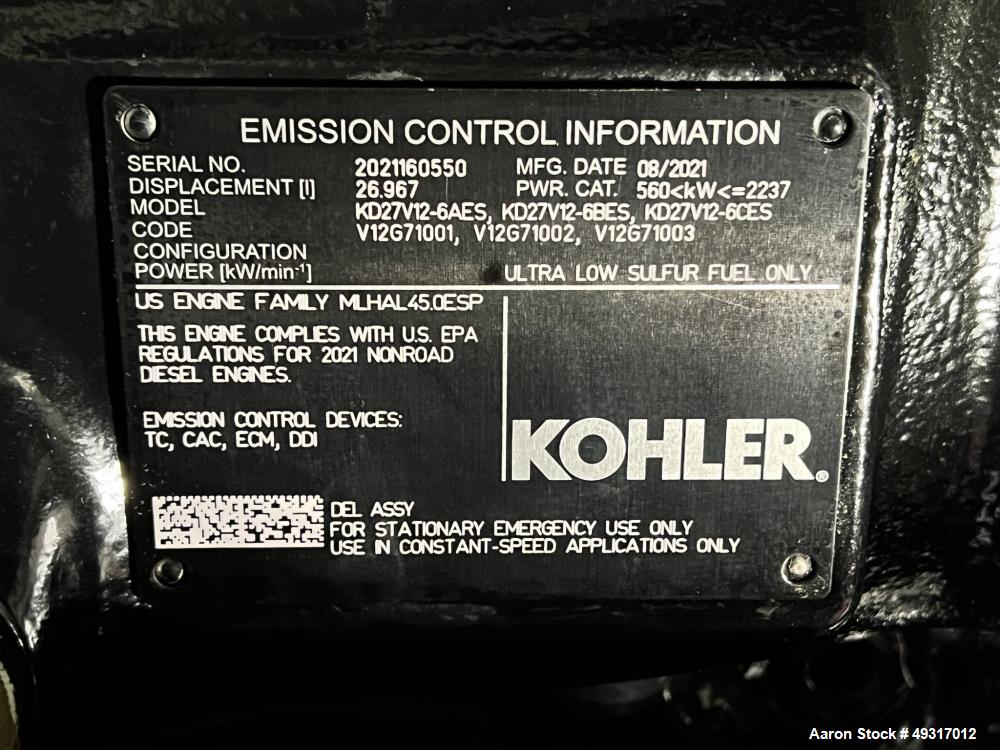 EMISSION CONTROL INFORMATION
SERIAL NO. 2021160550 MFG. DATE 08/2021
DISPLACEMENT [l] 26.967 PWR. CAT. 560<kW<=2237
MODEL KD27V12-6AES, KD27V12-6BES, KD27V12-6CES
CODE V12G71001, V12G71002, V12G71003
CONFIGURATION
POWER [kW/min-¹] ULTRA LOW SULFUR FUEL ONLY
US ENGINE FAMILY MLHAL45.0ESP
THIS ENGINE COMPLIES WITH U.S. EPA
REGULATIONS FOR 2021 NONROAD
DIESEL ENGINES.
EMISSION CONTROL DEVICES:
TC, CAC, ECM, DDI
KOHLER®
DEL ASSY
FOR STATIONARY EMERGENCY USE ONLY
USE IN CONSTANT-SPEED APPLICATIONS ONLY
Aaron Stock # 49317012